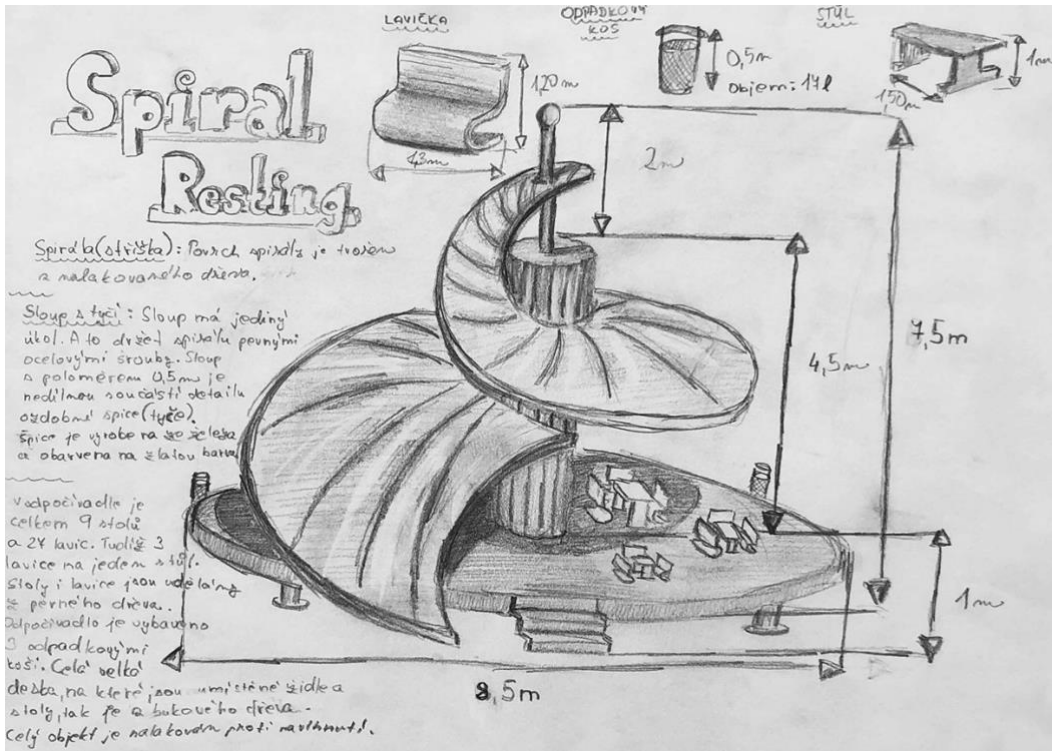 Spiral
Resting
LAVIČKA
1,20m
1,3m
ODPADKOVÝ
KOŠ
0,5m
Objem: 17l
STŮL
1m
1,50m
2m
4,5m
7,5m
1m
8,5m
Spirála (stříška): Povrch spirály je tvořen
z nalakovaného dřeva.
Sloup s tyčí: Sloup má jediný
úkol. A to držet spirálu pevnými
ocelovými šrouby. Sloup
s poloměrem 0,5m je
nedílnou součástí detailu
ozdobné špice (tyče).
Špice je vyrobena ze železa
a obarvena na zlatou barvu
V odpočívadle je
celkem 9 stolů
a 27 lavic. Tudíž 3
lavice na jeden stůl.
Stoly i lavice jsou udělány
z pevného dřeva.
Odpočívadlo je vybaveno
3 odpadkovými
koši. Celá velká
deska, na které jsou umístěné židle a
stoly, tak je z bukového dřeva.
Celý objekt je nalakován proti navlhnutí.